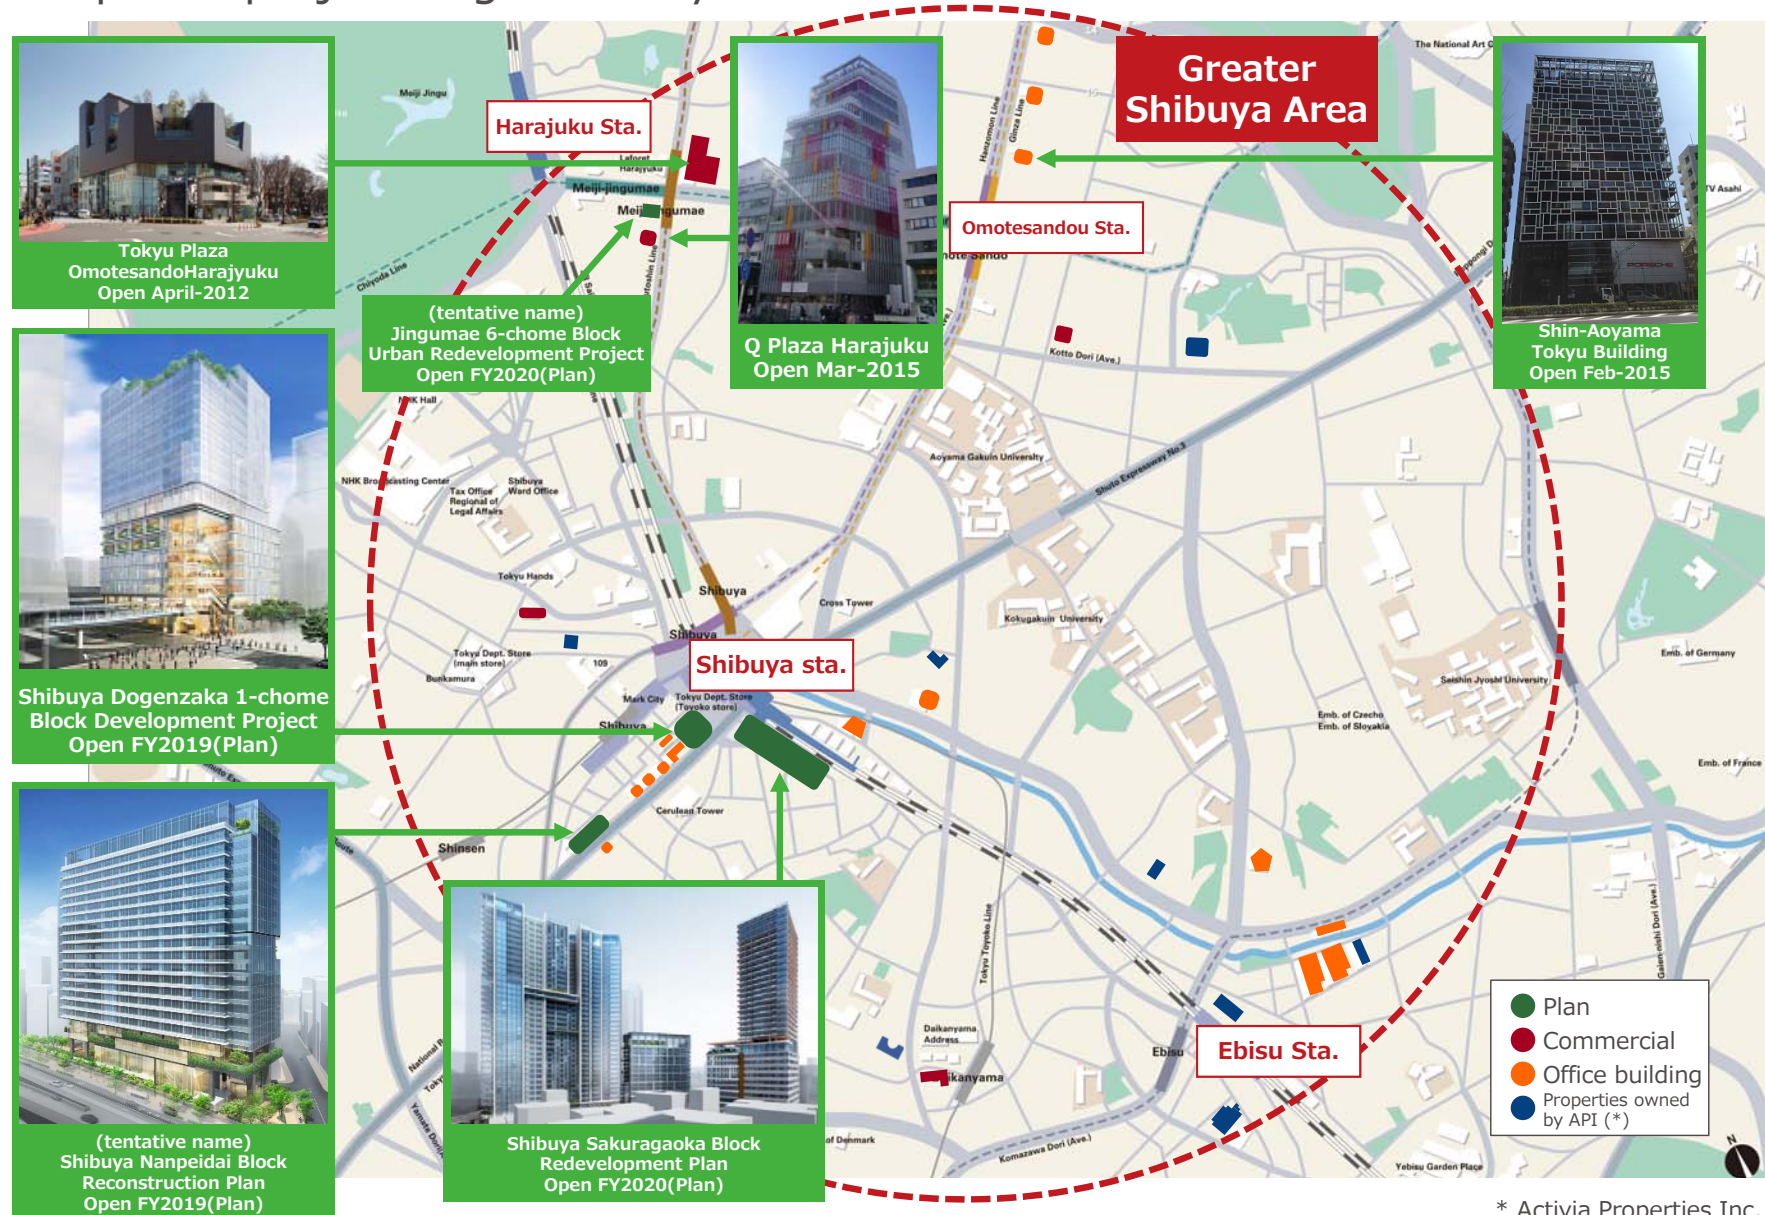 Greater
Shibuya Area
The National Art
Meiji Jingu
Harajuku Sta.
Laforet
Harajyuku
Meiji-jingumae
Hanzomon Line
Ginza Line
TV Asahi
Omotesandou Sta.
Chiyoda Line
Tokyu Plaza
OmotesandoHarajyuku
Open April-2012
(tentative name)
Jingumae 6-chome Block
Urban Redevelopment Project
Open FY2020(Plan)
Q Plaza Harajuku
Open Mar-2015
Kotto Dori (Ave.)
Shin-Aoyama
Tokyu Building
Open Feb-2015
NHK Hall
NHK Broadcasting Center
Shibuya
Ward Office
Tax Office
Regional of
Legal Affairs
Aoyama Gakuin University
Shuto Expressway No.3
Tokyu Hands
Shibuya
Cross Tower
Kokugakuin University
Shibuya
Shibuya sta.
Tokyu Dept. Store
(main store)
109
Bunkamura
Mark City
Tokyu Dept. Store
(Toyoko store)
Shibuya
Emb. of Germany
Seishin Jyoshi University
Emb. of Czecho
Emb. of Slovakia
Emb. of France
Shibuya Dogenzaka 1-chome
Block Development Project
Open FY2019(Plan)
Cerulean Tower
Shinsen
Tokyu Toyoko Line
Gaien-nishi Dori (Ave.)
Daikanyama
Address
Ebisu
Ebisu Sta.
of Denmark
Komazawa Dori (Ave.)
Yebisu Garden Place
(tentative name)
Shibuya Nanpeidai Block
Reconstruction Plan
Open FY2019(Plan)
Shibuya Sakuragaoka Block
Redevelopment Plan
Open FY2020(Plan)
Plan
Commercial
Office building
Properties owned
by API (*)
N
* Activia Properties Inc.